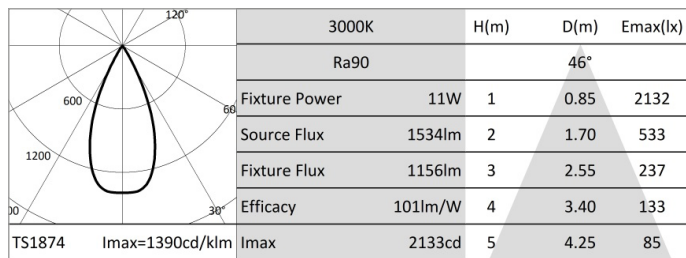 120°
600
60
1200
00
30°
TS1874 Imax=1390cd/klm
3000K H(m) D(m) Emax(lx)
Ra90 46°
Fixture Power 11W 1 0.85 2132
Source Flux 1534lm 2 1.70 533
Fixture Flux 1156lm 3 2.55 237
Efficacy 101lm/W 4 3.40 133
Imax 2133cd 5 4.25 85